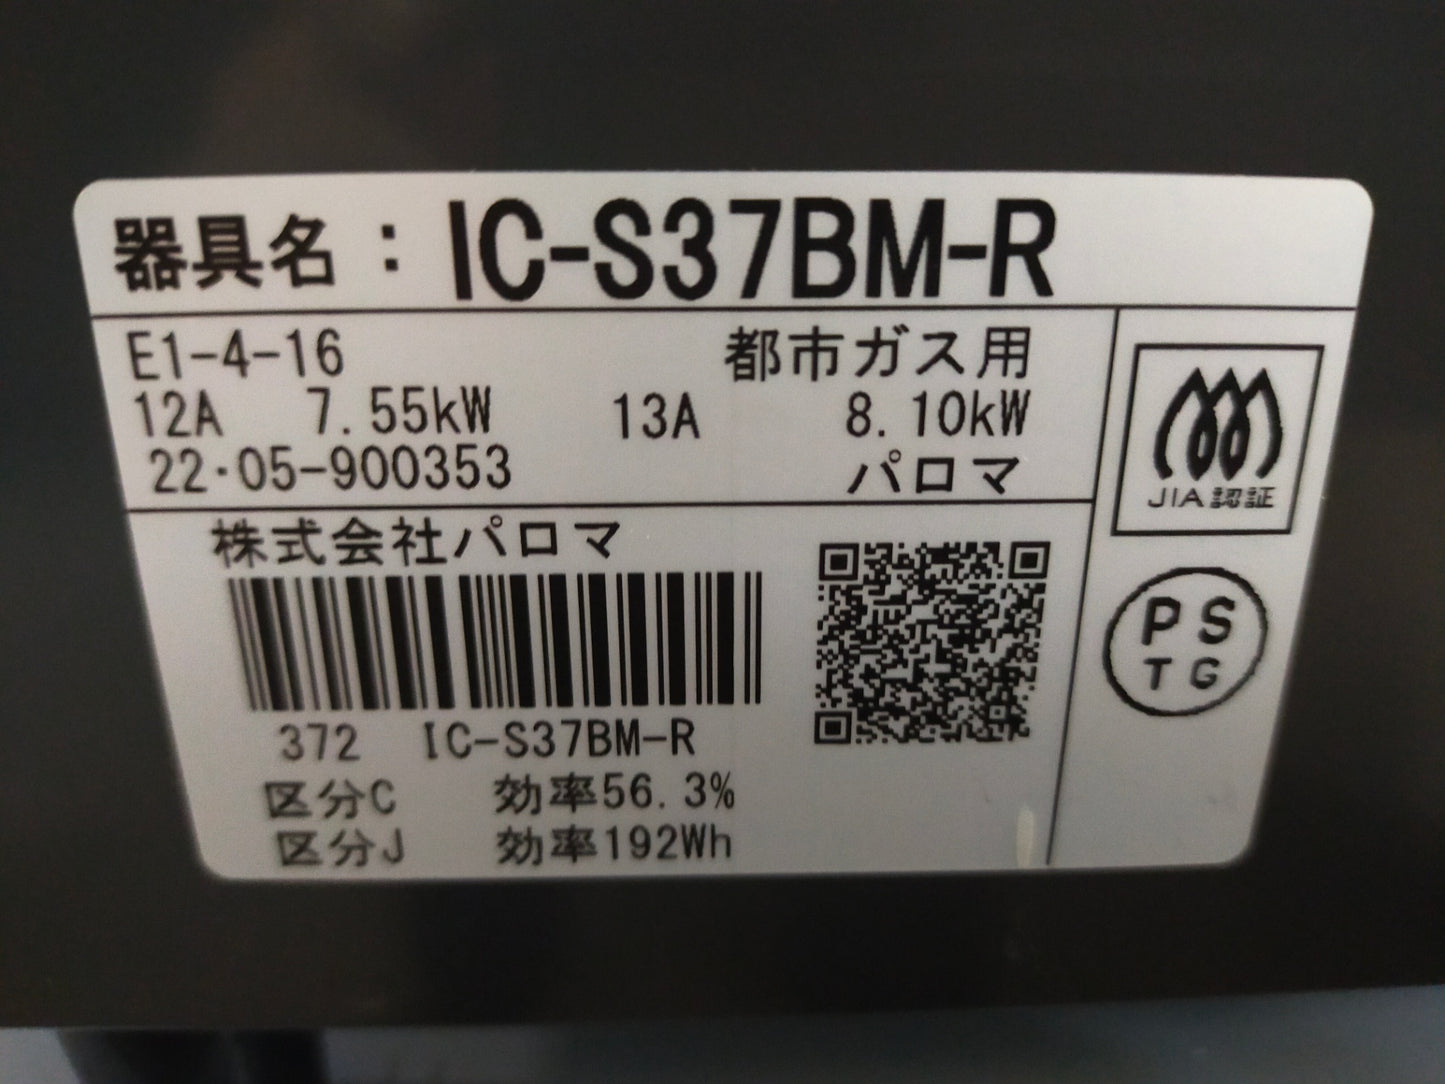 器具名：IC-S37BM-R
E1-4-16 都市ガス用
12A 7.55kW 13A 8.10kW
22・05-900353 パロマ
JIA認証
株式会社パロマ
PS
TG
372 IC-S37BM-R
区分C 効率56.3%
区分J 効率192Wh